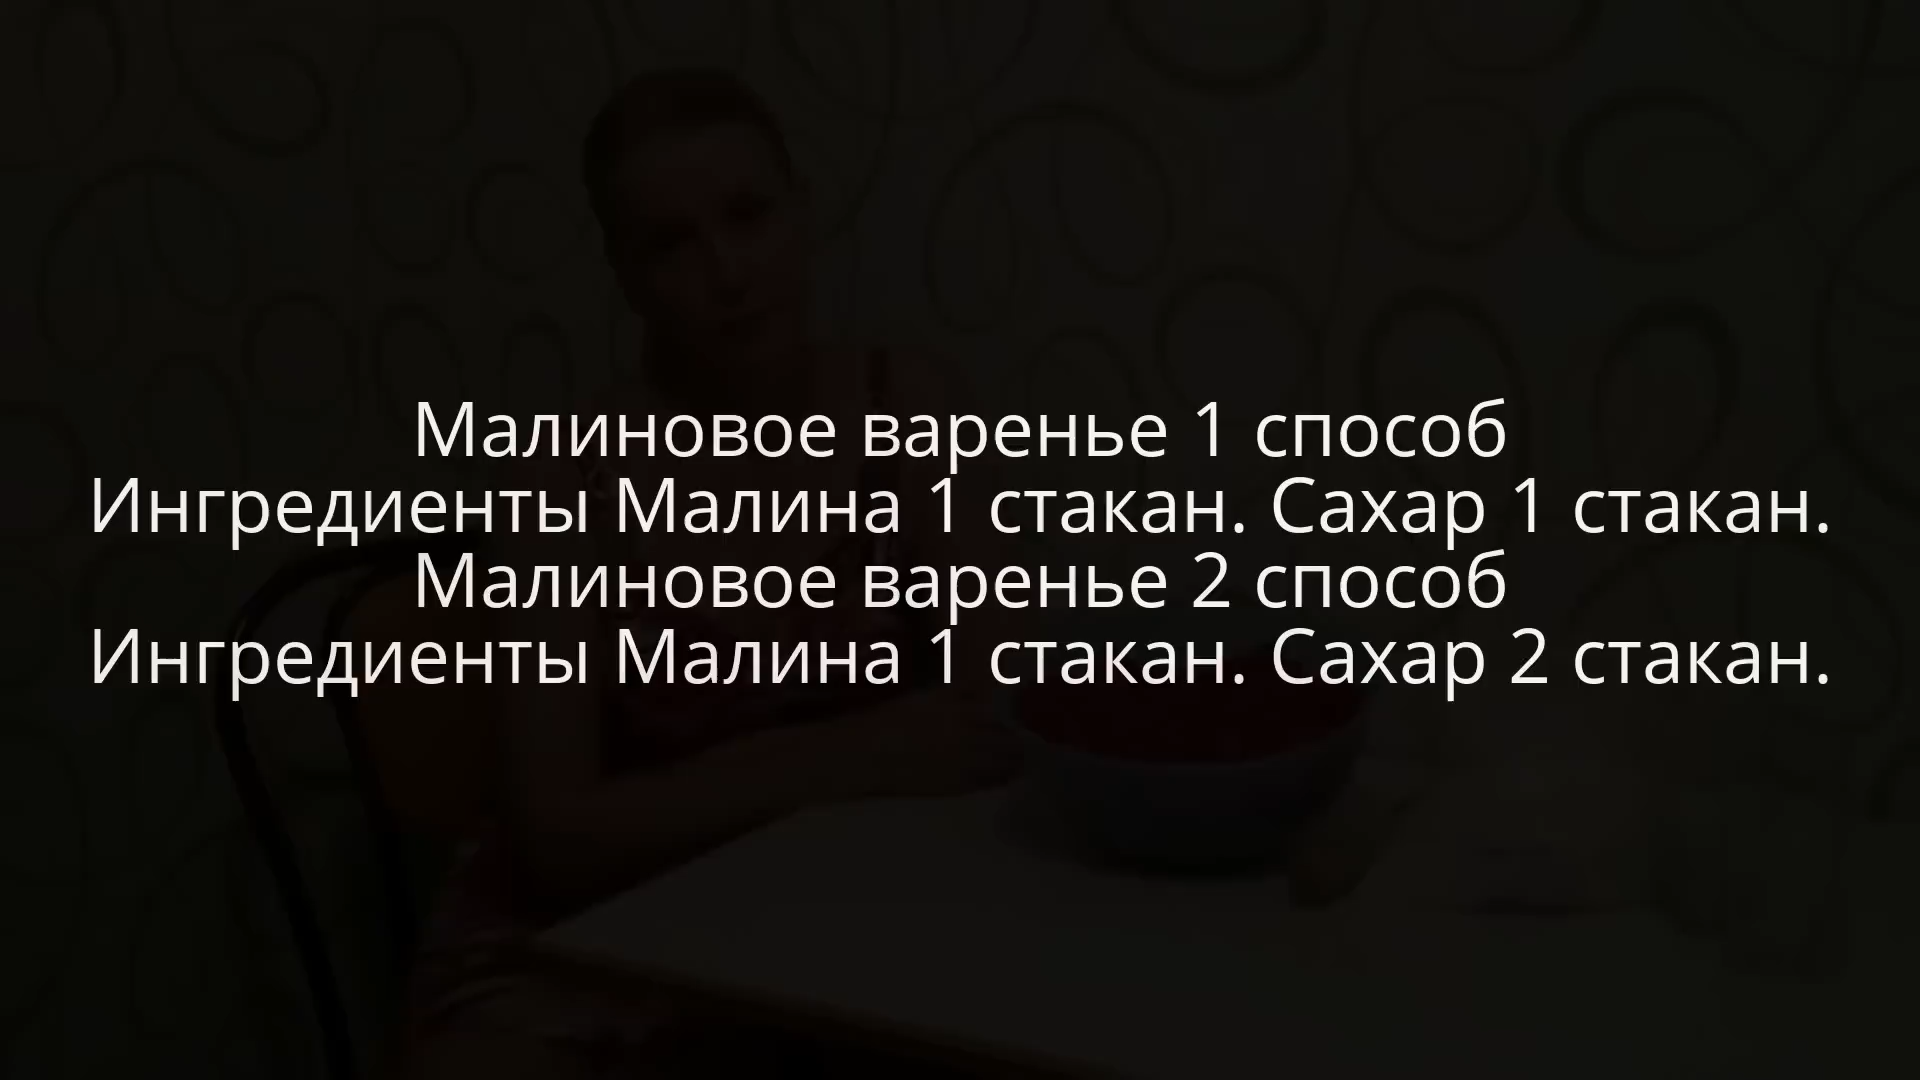 Малиновое варенье 1 способ
Ингредиенты Малина 1 стакан. Сахар 1 стакан.
Малиновое варенье 2 способ
Ингредиенты Малина 1 стакан. Сахар 2 стакан.